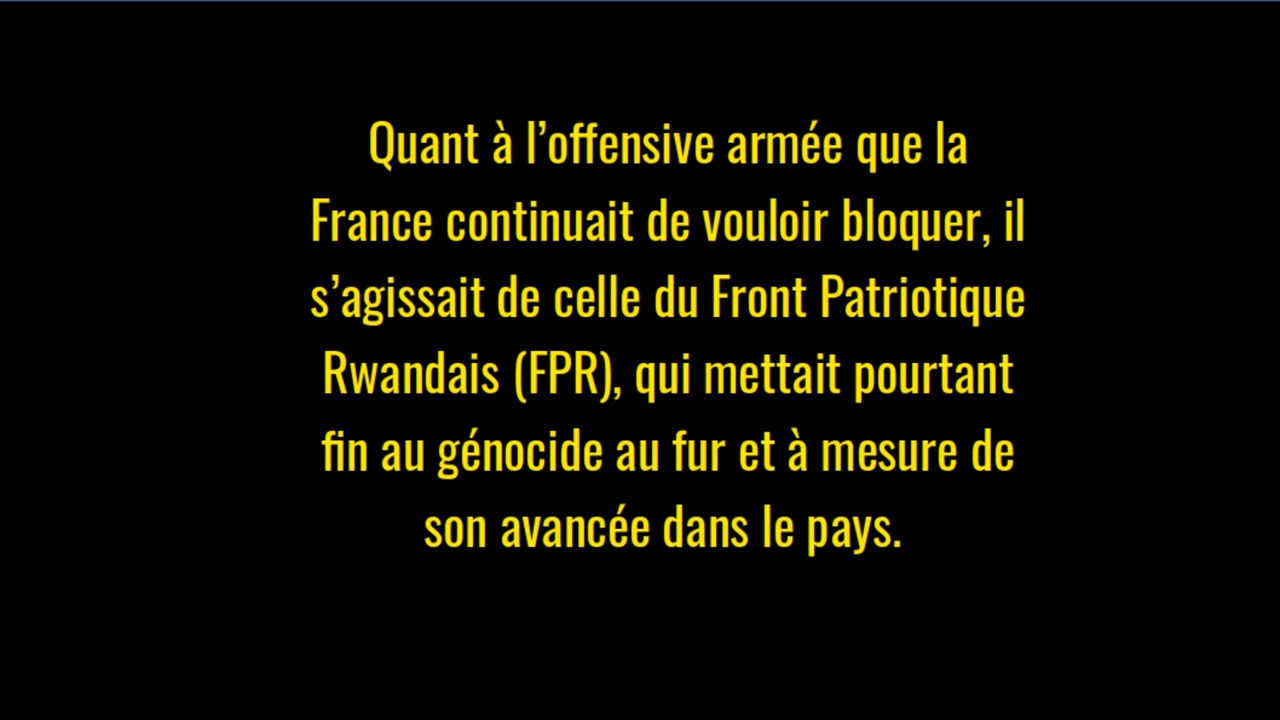 Quant à l’offensive armée que la
France continuait de vouloir bloquer, il
s’agissait de celle du Front Patriotique
Rwandais (FPR), qui mettait pourtant
fin au génocide au fur et à mesure de
son avancée dans le pays.